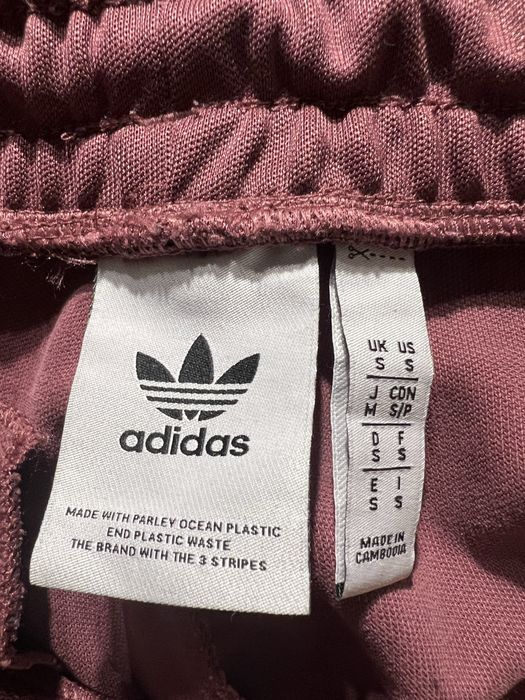 adidas
MADE WITH PARLEY OCEAN PLASTIC
END PLASTIC WASTE
THE BRAND WITH THE 3 STRIPES
UK US
S S
J CDN
M S/P
D F
S S
E I
S S
MADE IN
CAMBODIA